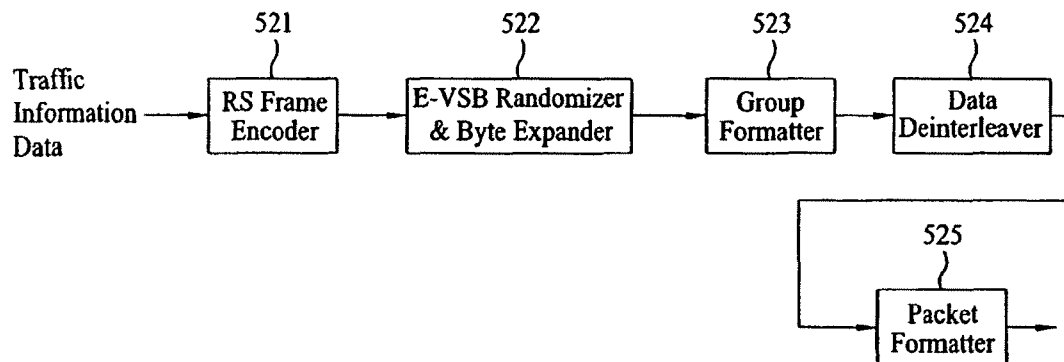 521
522
523
524
Traffic
Information
Data
RS Frame
Encoder
E-VSB Randomizer
& Byte Expander
Group
Formatter
Data
Deinterleaver
525
Packet
Formatter